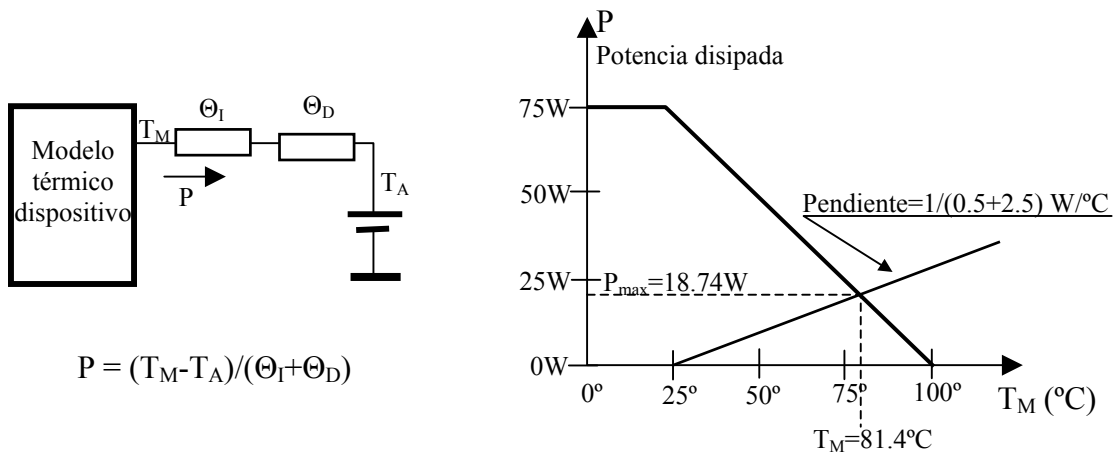 Modelo
térmico
dispositivo
T_M
Θ_I
Θ_D
P
T_A
P = (T_M-T_A)/(Θ_I+Θ_D)
P
Potencia disipada
75W
50W
25W
0W
Pendiente=1/(0.5+2.5) W/ºC
P_max=18.74W
0º 25º 50º 75º 100º
T_M (ºC)
T_M=81.4ºC